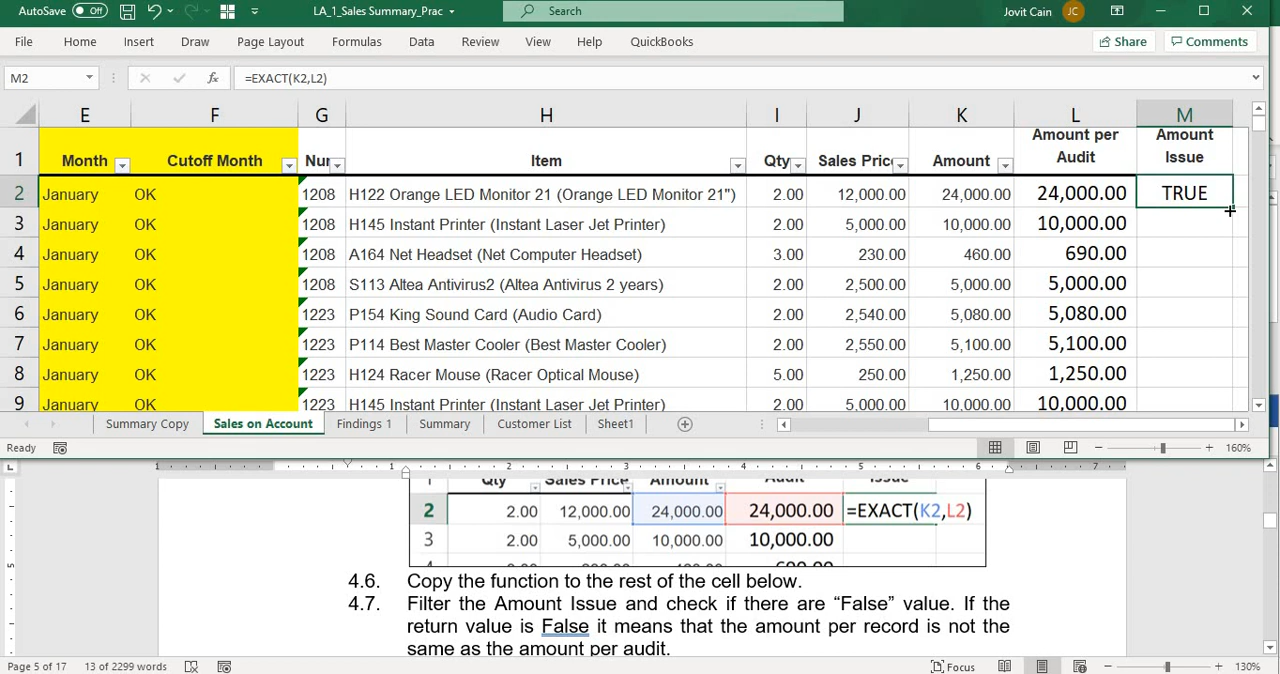 AutoSave Off LA_1_Sales Summary_Prac Search Jovit Cain JC
File Home Insert Draw Page Layout Formulas Data Review View Help QuickBooks Share Comments
M2 fx =EXACT(K2,L2)
E F G H I J K L M
1 Month Cutoff Month Nur Item Qty Sales Pric Amount Amount per Audit Amount Issue
2 January OK 1208 H122 Orange LED Monitor 21 (Orange LED Monitor 21") 2.00 12,000.00 24,000.00 24,000.00 TRUE
3 January OK 1208 H145 Instant Printer (Instant Laser Jet Printer) 2.00 5,000.00 10,000.00 10,000.00
4 January OK 1208 A164 Net Headset (Net Computer Headset) 3.00 230.00 460.00 690.00
5 January OK 1208 S113 Altea Antivirus2 (Altea Antivirus 2 years) 2.00 2,500.00 5,000.00 5,000.00
6 January OK 1223 P154 King Sound Card (Audio Card) 2.00 2,540.00 5,080.00 5,080.00
7 January OK 1223 P114 Best Master Cooler (Best Master Cooler) 2.00 2,550.00 5,100.00 5,100.00
8 January OK 1223 H124 Racer Mouse (Racer Optical Mouse) 5.00 250.00 1,250.00 1,250.00
9 January OK 1223 H145 Instant Printer (Instant Laser Jet Printer) 2.00 5,000.00 10,000.00 10,000.00
Summary Copy Sales on Account Findings 1 Summary Customer List Sheet1
Ready 160%
1 1 2 3 4 5 6 7
Qty Sales Price Amount Audit Issue
2 2.00 12,000.00 24,000.00 24,000.00 =EXACT(K2,L2)
3 2.00 5,000.00 10,000.00 10,000.00
4.6. Copy the function to the rest of the cell below.
4.7. Filter the Amount Issue and check if there are “False” value. If the
return value is False it means that the amount per record is not the
same as the amount per audit.
Page 5 of 17 13 of 2299 words Focus 130%